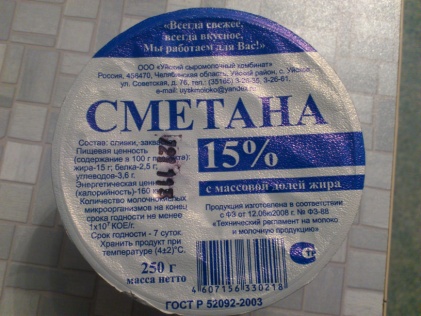 «Всегда свежее,
всегда вкусное.
Мы работаем для Вас!»
ООО «Уйский сыромолочный комбинат»
Россия, 456470, Челябинская область, Уйский район, с. Уйское,
ул. Советская, д. 76, тел.: (35165) 3-26-35, 3-26-61,
e-mail: uyskmoloko@yandex.ru
СМЕТАНА
15%
с массовой долей жира
Состав: сливки, закваска
Пищевая ценность
(содержание в 100 г продукта):
жира-15 г; белка-2,5 г;
углеводов-3,6 г.
Энергетическая ценность
(калорийность)-160
Количество молочнокислых
микроорганизмов на конец
срока годности не менее
1х10⁷ КОЕ/г.
Срок годности - 7 суток.
Хранить продукт при
температуре (4±2)°С.
250 г
масса нетто
Продукция изготовлена в соответствии
с ФЗ от 12.06.2008 г. № ФЗ-88
«Технический регламент на молоко
и молочную продукцию»
4 607156 330218
ГОСТ Р 52092-2003